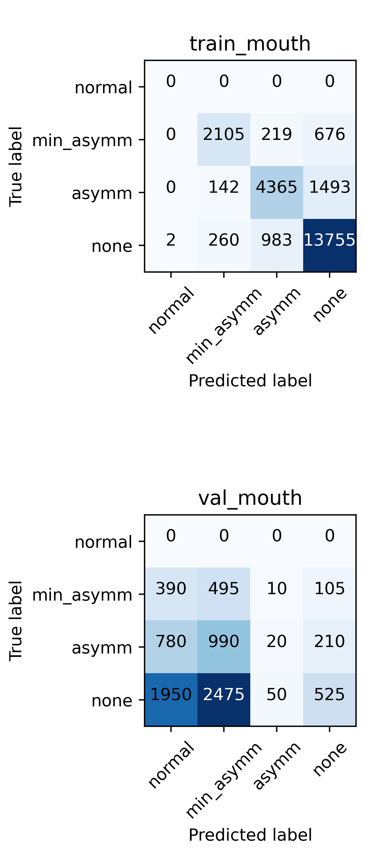 train_mouth
True label
normal 0 0 0 0
min_asymm 0 2105 219 676
asymm 0 142 4365 1493
none 2 260 983 13755
normal min_asymm asymm none
Predicted label
val_mouth
True label
normal 0 0 0 0
min_asymm 390 495 10 105
asymm 780 990 20 210
none 1950 2475 50 525
normal min_asymm asymm none
Predicted label